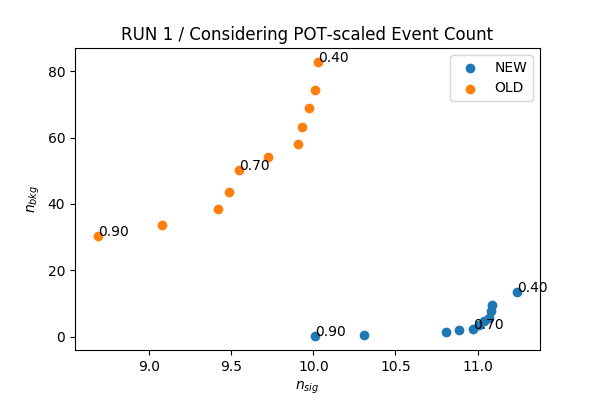 RUN 1 / Considering POT-scaled Event Count
NEW
OLD
0.40
0.70
0.90
0.40
0.70
0.90
80
60
40
20
0
n_bkg
9.0 9.5 10.0 10.5 11.0
n_sig